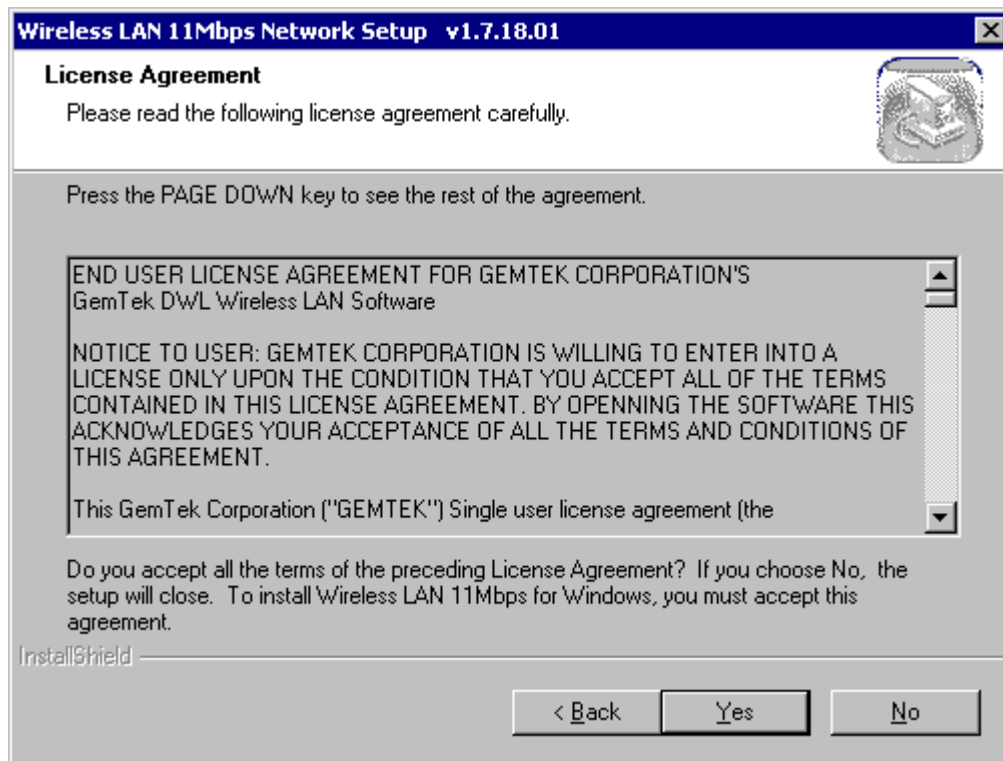 Wireless LAN 11Mbps Network Setup v1.7.18.01
License Agreement
Please read the following license agreement carefully.
Press the PAGE DOWN key to see the rest of the agreement.
END USER LICENSE AGREEMENT FOR GEMTEK CORPORATION'S
GemTek DWL Wireless LAN Software
NOTICE TO USER: GEMTEK CORPORATION IS WILLING TO ENTER INTO A
LICENSE ONLY UPON THE CONDITION THAT YOU ACCEPT ALL OF THE TERMS
CONTAINED IN THIS LICENSE AGREEMENT. BY OPENNING THE SOFTWARE THIS
ACKNOWLEDGES YOUR ACCEPTANCE OF ALL THE TERMS AND CONDITIONS OF
THIS AGREEMENT.
This GemTek Corporation ("GEMTEK") Single user license agreement (the
Do you accept all the terms of the preceding License Agreement? If you choose No, the
setup will close. To install Wireless LAN 11Mbps for Windows, you must accept this
agreement.
InstallShield
< Back Yes No